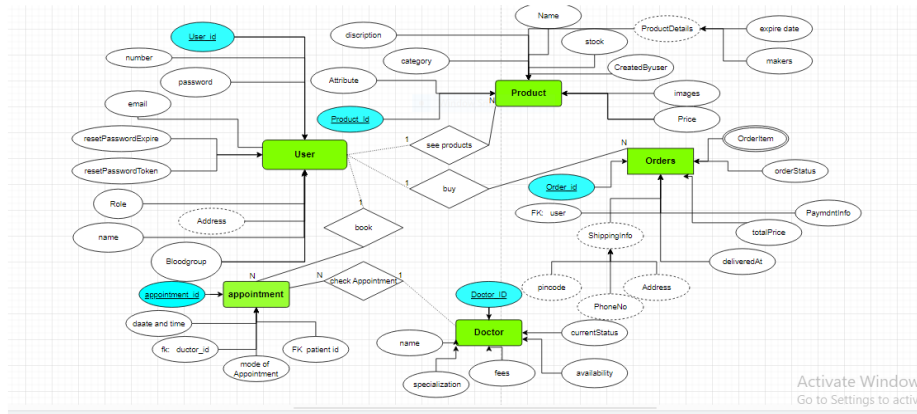 Name
User_id
discription
ProductDetails
expire date
stock
number
category
makers
CreatedByuser
password
Attribute
Product
images
email
N
Product_Id
Price
resetPasswordExpire
1
OrderItem
see products
N
User
Orders
resetPasswordToken
orderStatus
1
buy
Order_id
Role
1
FK: user
PaymdntInfo
Address
book
totalPrice
name
ShippingInfo
Bloodgroup
deliveredAt
N
N
check Appointment
1
appointment_id
appointment
Doctor_ID
pincode
Address
PhoneNo
daate and time
Doctor
currentStatus
name
fk: ductor_id
FK patient id
mode of
Appointment
fees
availability
specialization
Activate Window
Go to Settings to activ